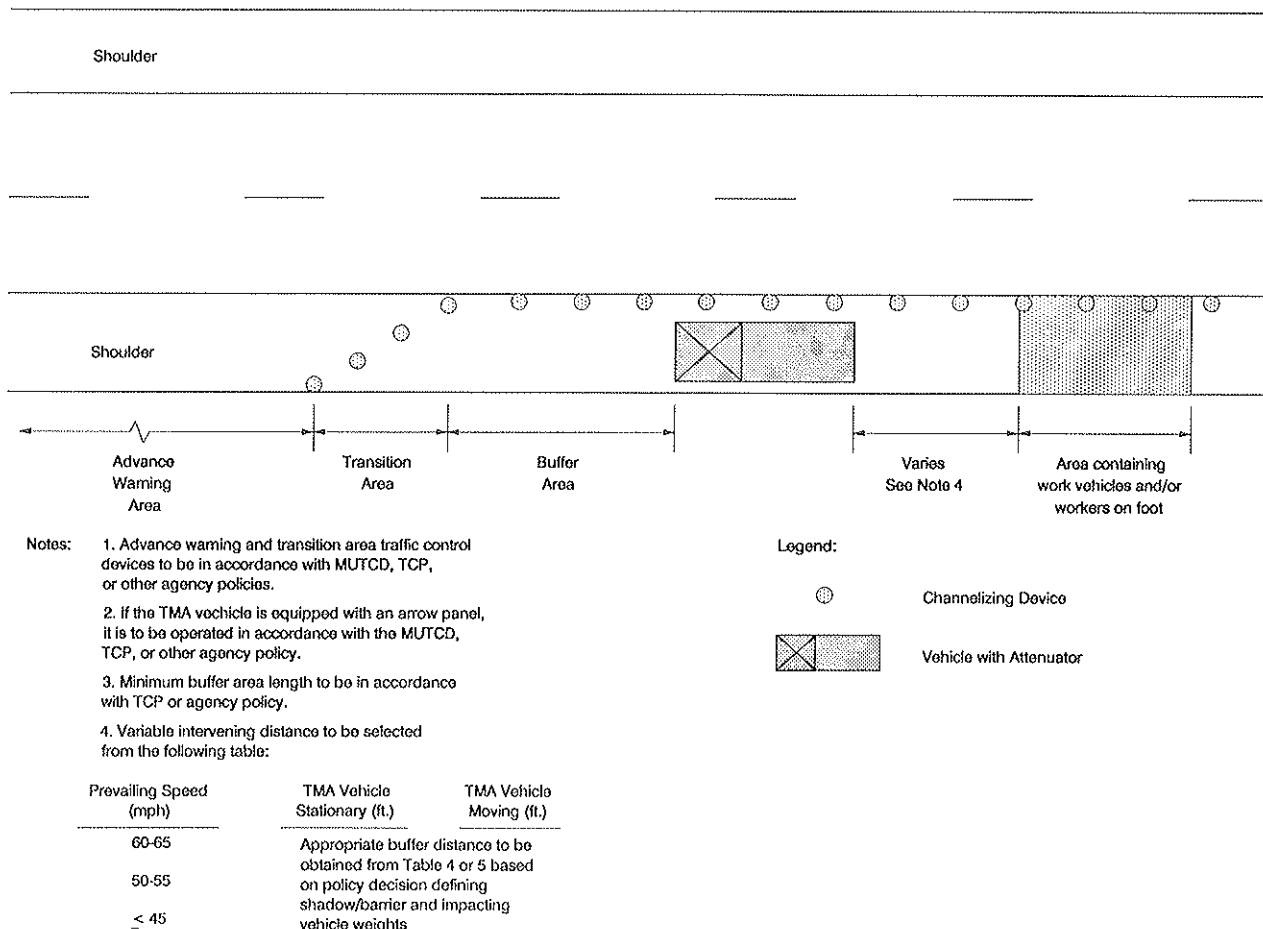 Shoulder
Shoulder
Advance
Warning
Area
Transition
Area
Buffer
Area
Varies
See Note 4
Area containing
work vehicles and/or
workers on foot
Notes:
1. Advance warning and transition area traffic control
devices to be in accordance with MUTCD, TCP,
or other agency policies.
2. If the TMA vechicle is equipped with an arrow panel,
it is to be operated in accordance with the MUTCD,
TCP, or other agency policy.
3. Minimum buffer area length to be in accordance
with TCP or agency policy.
4. Variable intervening distance to be selected
from the following table:
Legend:
Channelizing Device
Vehicle with Attenuator
Prevailing Speed
(mph)
TMA Vehicle
Stationary (ft.)
TMA Vehicle
Moving (ft.)
60-65
50-55
≤ 45
Appropriate buffer distance to be
obtained from Table 4 or 5 based
on policy decision defining
shadow/barrier and impacting
vehicle weights